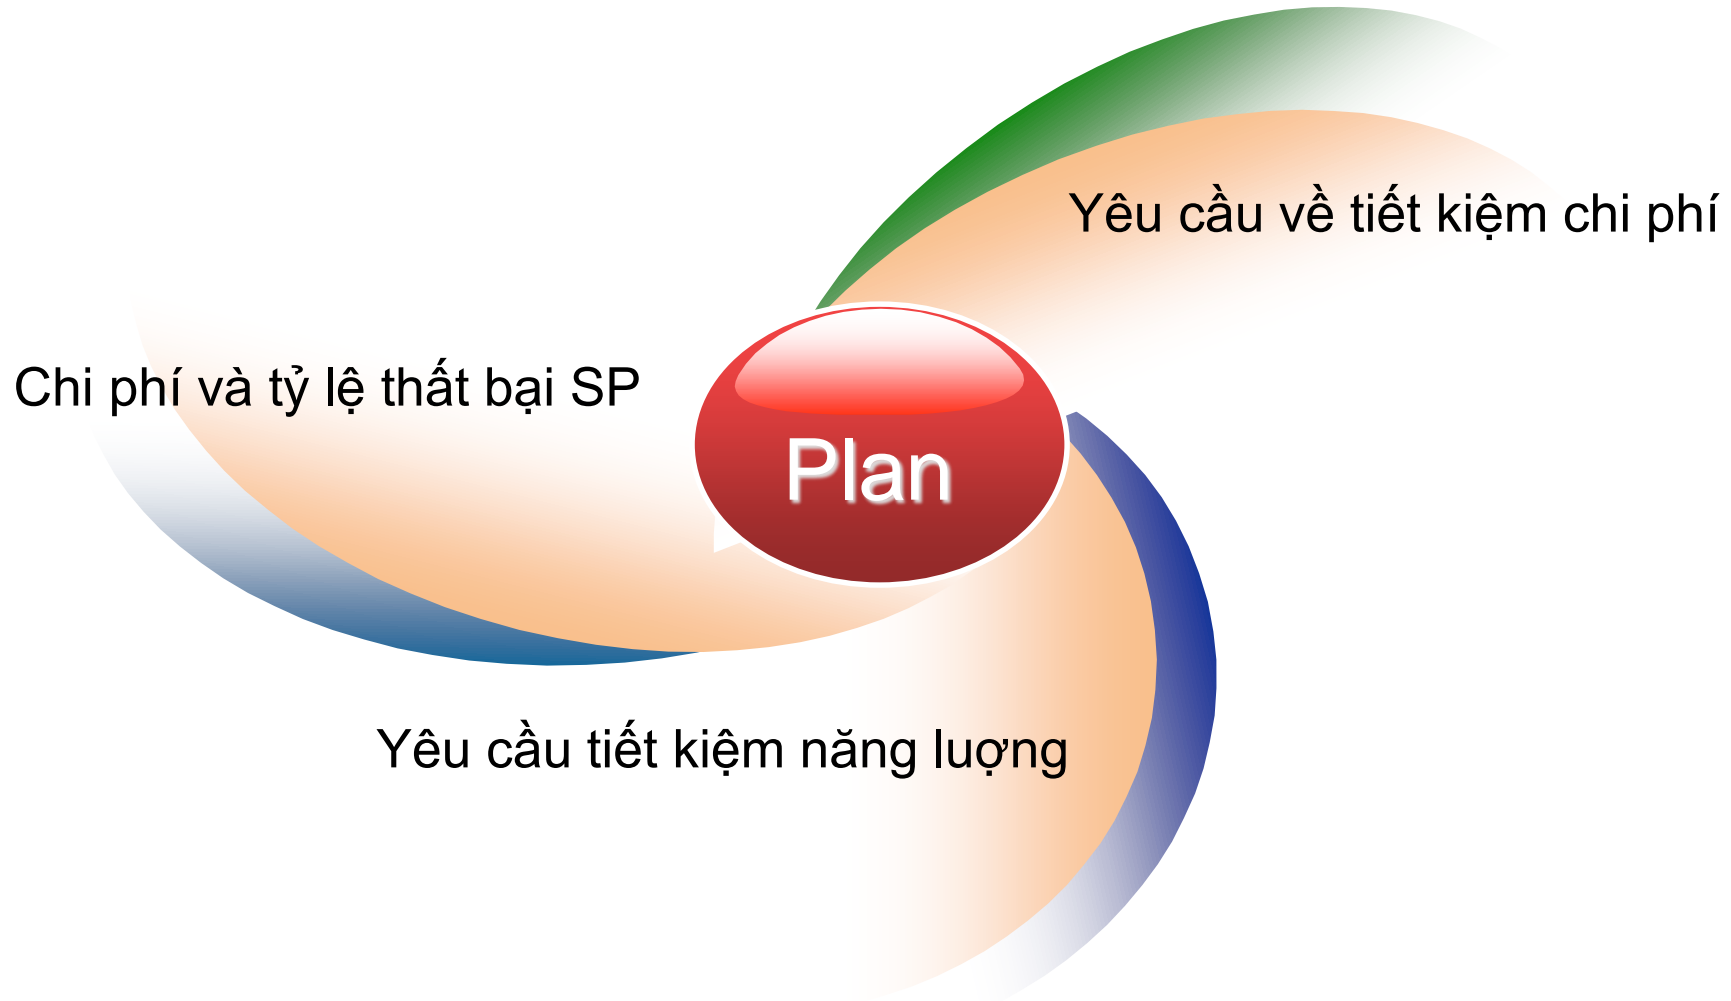 Yêu cầu về tiết kiệm chi phí
Chi phí và tỷ lệ thất bại SP
Plan
Yêu cầu tiết kiệm năng luợng